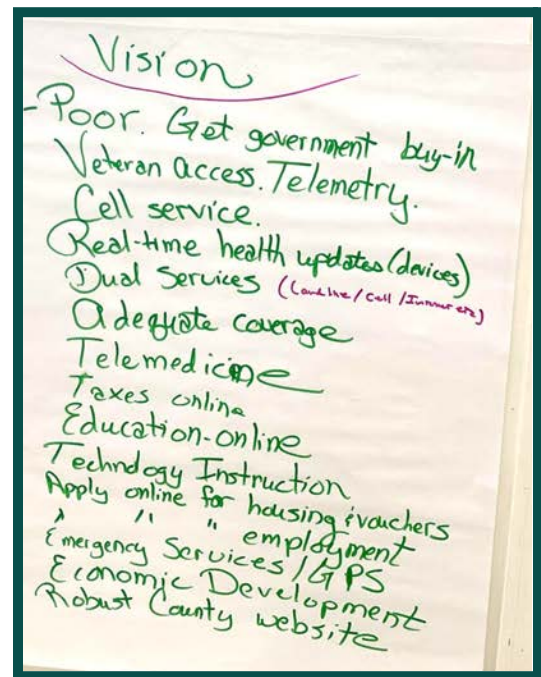 Vision
-Poor. Get government buy-in
Veteran access. Telemetry.
Cell service.
Real-time health updates (devices)
Dual Services (Landline/Cell/
Adequate coverage
Telemedicine
Taxes online
Education-online
Technology Instruction
Apply online for housing & vouchers
" " employment
Emergency Services/GPS
Economic Development
Robust County website